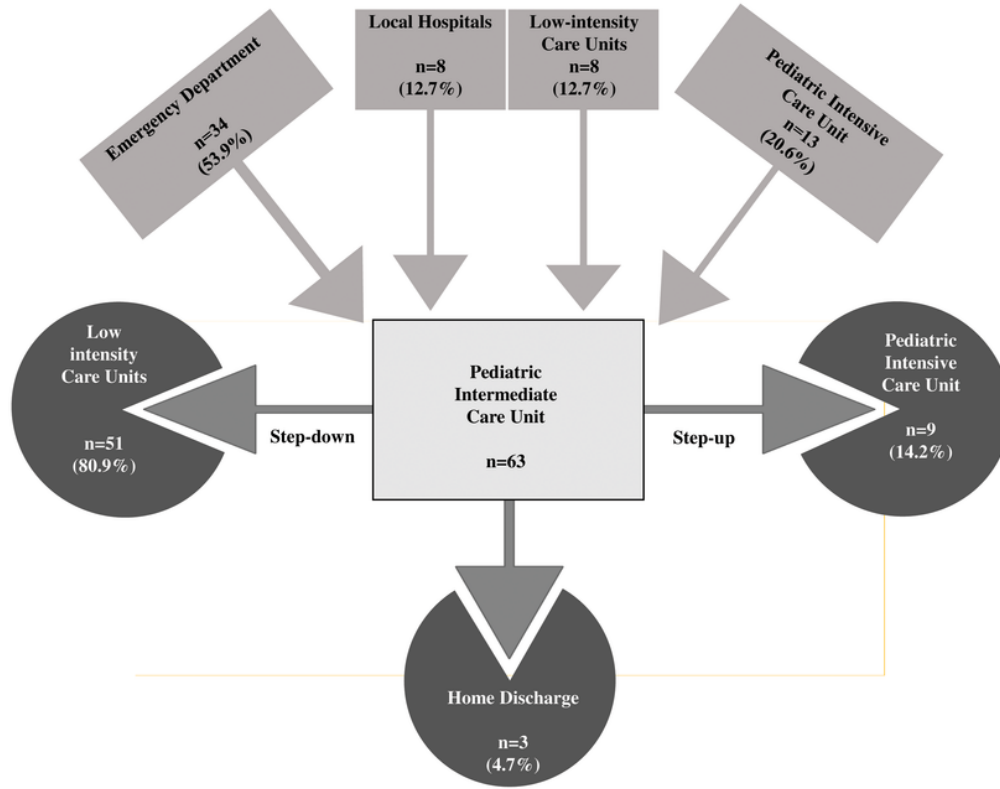 Emergency Department
n=34
(53.9%)
Local Hospitals
n=8
(12.7%)
Low-intensity
Care Units
n=8
(12.7%)
Pediatric Intensive
Care Unit
n=13
(20.6%)
Low
intensity
Care Units
n=51
(80.9%)
Step-down
Pediatric
Intermediate
Care Unit
n=63
Step-up
Pediatric
Intensive
Care Unit
n=9
(14.2%)
Home Discharge
n=3
(4.7%)